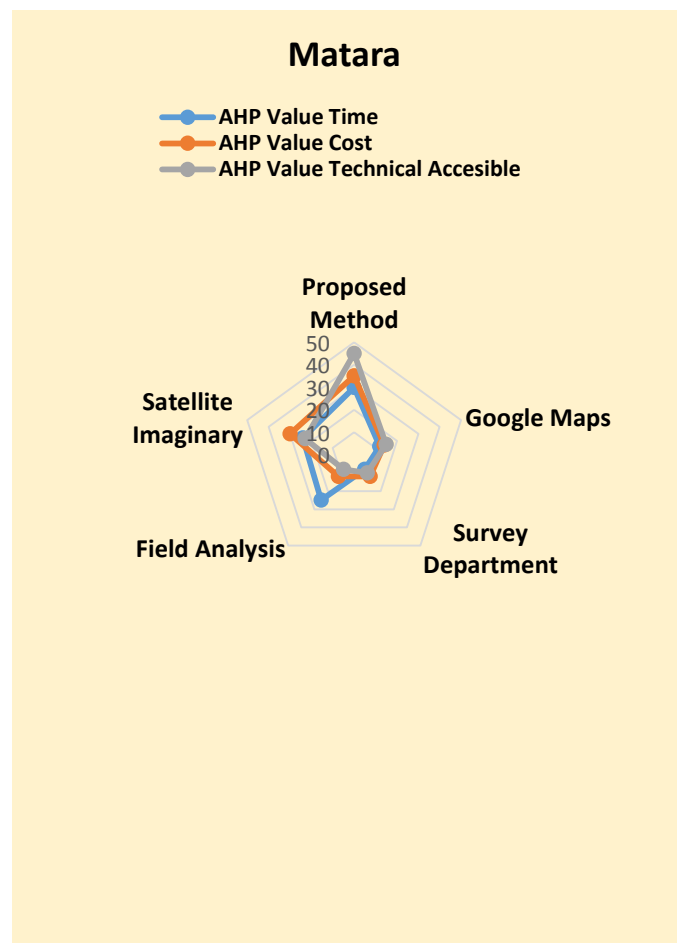 Matara
AHP Value Time
AHP Value Cost
AHP Value Technical Accesible
Proposed
Method
50
40
30
20
10
0
Google Maps
Survey
Department
Field Analysis
Satellite
Imaginary